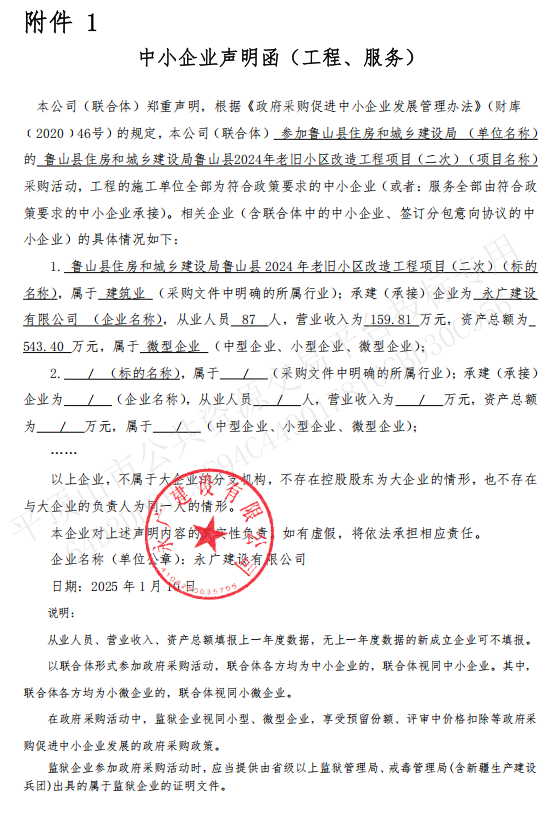 附件 1
中小企业声明函（工程、服务）
本公司（联合体）郑重声明，根据《政府采购促进中小企业发展管理办法》（财库
﹝2020﹞46号）的规定，本公司（联合体） 参加鲁山县住房和城乡建设局 （单位名称）
的 鲁山县住房和城乡建设局鲁山县2024年老旧小区改造工程项目（二次）（项目名称）
采购活动，工程的施工单位全部为符合政策要求的中小企业（或者：服务全部由符合政
策要求的中小企业承接）。相关企业（含联合体中的中小企业、签订分包意向协议的中
小企业）的具体情况如下：
1. 鲁山县住房和城乡建设局鲁山县 2024 年老旧小区改造工程项目（二次）（标的
名称），属于 建筑业 （采购文件中明确的所属行业）；承建（承接）企业为 永广建设
有限公司 （企业名称），从业人员 87 人，营业收入为 159.81 万元，资产总额为
543.40 万元，属于 微型企业 （中型企业、小型企业、微型企业）；
2. / （标的名称），属于 / （采购文件中明确的所属行业）；承建（承接）
企业为 / （企业名称），从业人员 / 人，营业收入为 / 万元，资产总额
为 / 万元，属于 / （中型企业、小型企业、微型企业）；
……
以上企业，不属于大企业的分支机构，不存在控股股东为大企业的情形，也不存在
与大企业的负责人为同一人的情形。
本企业对上述声明内容的真实性负责。如有虚假，将依法承担相应责任。
企业名称（单位公章）：永广建设有限公司
日期：2025 年 1 月 10 日
永广建设有限公司
说明：
从业人员、营业收入、资产总额填报上一年度数据，无上一年度数据的新成立企业可不填报。
以联合体形式参加政府采购活动，联合体各方均为中小企业的，联合体视同中小企业。其中，
联合体各方均为小微企业的，联合体视同小微企业。
在政府采购活动中，监狱企业视同小型、微型企业，享受预留份额、评审中价格扣除等政府采
购促进中小企业发展的政府采购政策。
监狱企业参加政府采购活动时，应当提供由省级以上监狱管理局、戒毒管理局(含新疆生产建设
兵团)出具的属于监狱企业的证明文件。